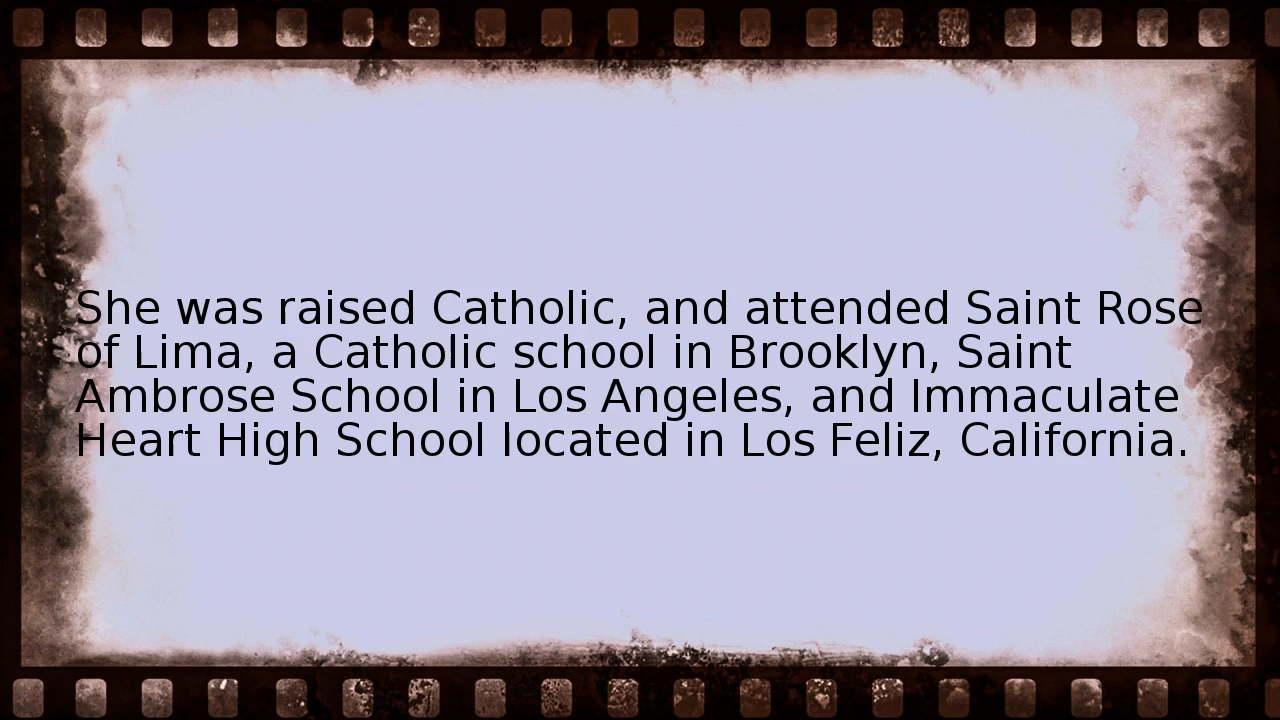 She was raised Catholic, and attended Saint Rose
of Lima, a Catholic school in Brooklyn, Saint
Ambrose School in Los Angeles, and Immaculate
Heart High School located in Los Feliz, California.